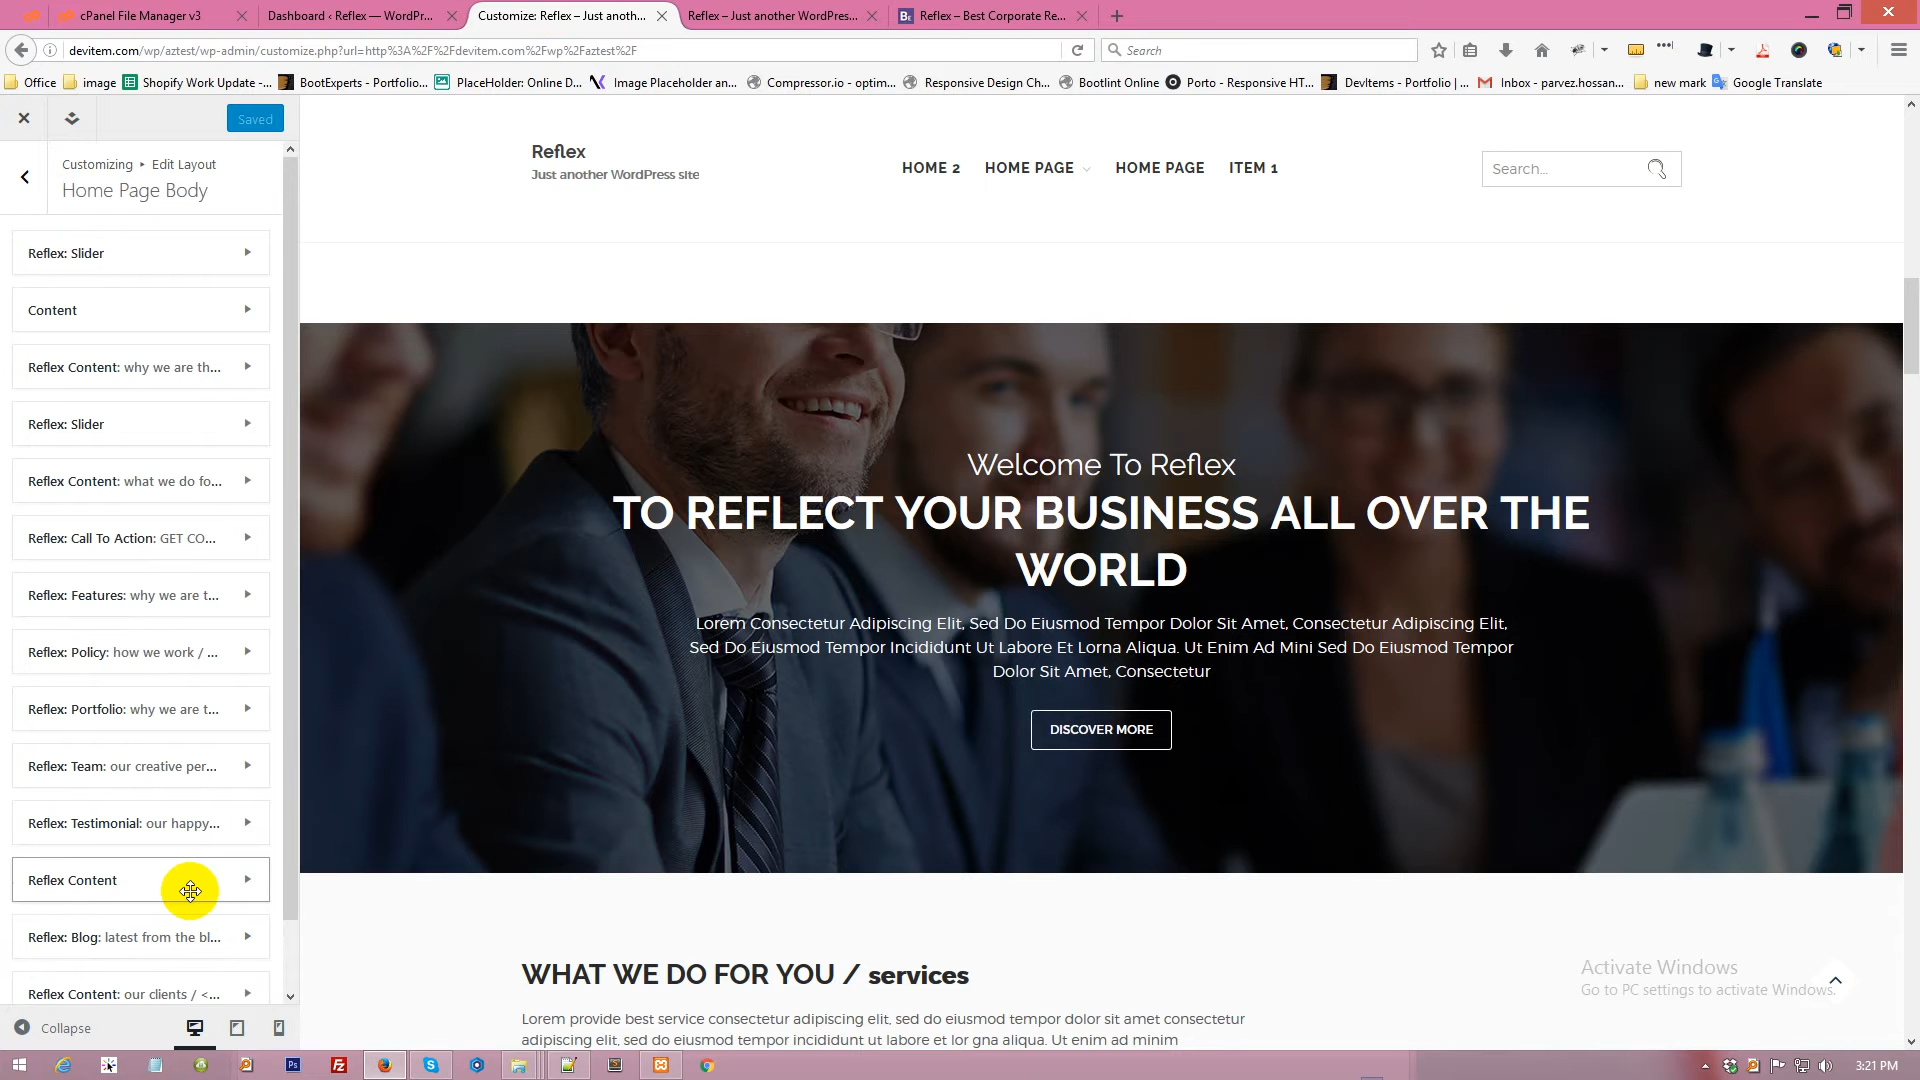 cPanel File Manager v3
Dashboard ‹ Reflex — WordPr...
Customize: Reflex – Just anoth...
Reflex – Just another WordPress...
Reflex – Best Corporate Re...
devitem.com/wp/aztest/wp-admin/customize.php?url=http%3A%2F%2Fdevitem.com%2Fwp%2Faztest%2F
Search
Office
image
Shopify Work Update -...
BootExperts - Portfolio...
PlaceHolder: Online D...
Image Placeholder an...
Compressor.io - optim...
Responsive Design Ch...
Bootlint Online
Porto - Responsive HT...
DevItems - Portfolio | ...
Inbox - parvez.hossan...
new mark
Google Translate
Saved
Customizing ▸ Edit Layout
Home Page Body
Reflex: Slider
Content
Reflex Content: why we are th...
Reflex: Slider
Reflex Content: what we do fo...
Reflex: Call To Action: GET CO...
Reflex: Features: why we are t...
Reflex: Policy: how we work / ...
Reflex: Portfolio: why we are t...
Reflex: Team: our creative per...
Reflex: Testimonial: our happy...
Reflex Content
Reflex: Blog: latest from the bl...
Reflex Content: our clients / <...
Collapse
Reflex
Just another WordPress site
HOME 2
HOME PAGE
HOME PAGE
ITEM 1
Search...
Welcome To Reflex
TO REFLECT YOUR BUSINESS ALL OVER THE
WORLD
Lorem Consectetur Adipiscing Elit, Sed Do Eiusmod Tempor Dolor Sit Amet, Consectetur Adipiscing Elit,
Sed Do Eiusmod Tempor Incididunt Ut Labore Et Lorna Aliqua. Ut Enim Ad Mini Sed Do Eiusmod Tempor
Dolor Sit Amet, Consectetur
DISCOVER MORE
WHAT WE DO FOR YOU / services
Lorem provide best service consectetur adipiscing elit, sed do eiusmod tempor dolor sit amet consectetur
adipiscing elit, sed do eiusmod tempor incididunt ut labore et lor gna aliqua. Ut enim ad minim
Activate Windows
Go to PC settings to activate Windows.
3:21 PM